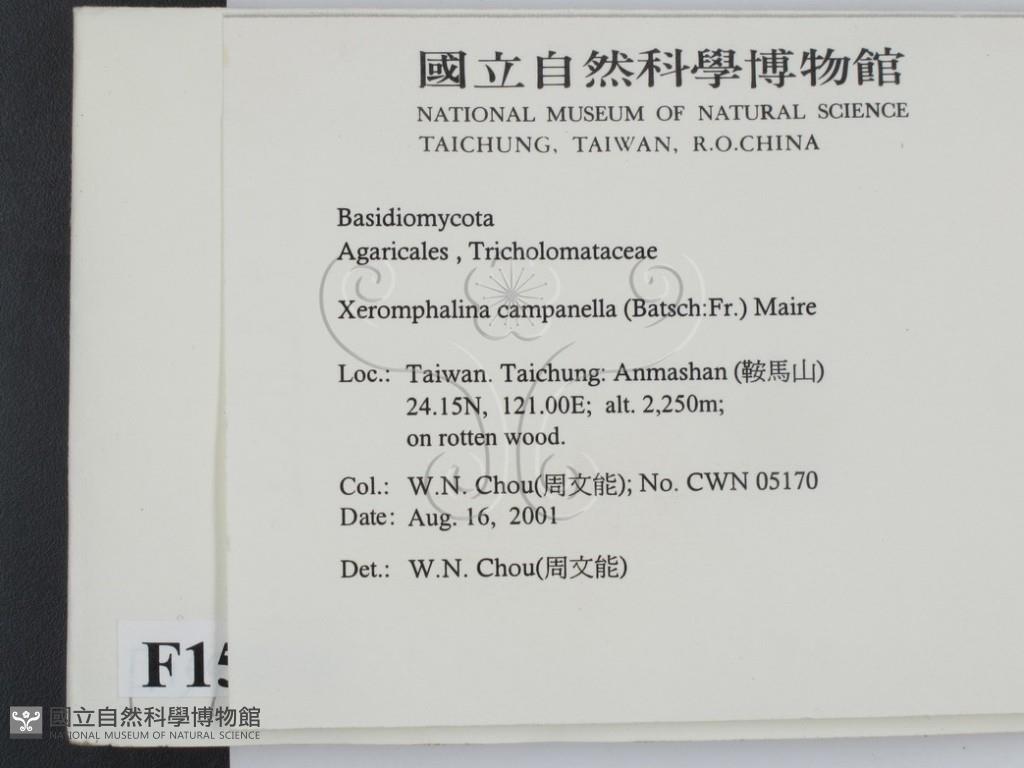 國立自然科學博物館
NATIONAL MUSEUM OF NATURAL SCIENCE
TAICHUNG, TAIWAN, R.O.CHINA
Basidiomycota
Agaricales , Tricholomataceae
Xeromphalina campanella (Batsch:Fr.) Maire
Loc.: Taiwan. Taichung: Anmashan (鞍馬山)
24.15N, 121.00E; alt. 2,250m;
on rotten wood.
Col.: W.N. Chou(周文能); No. CWN 05170
Date: Aug. 16, 2001
Det.: W.N. Chou(周文能)
F15
國立自然科學博物館
NATIONAL MUSEUM OF NATURAL SCIENCE